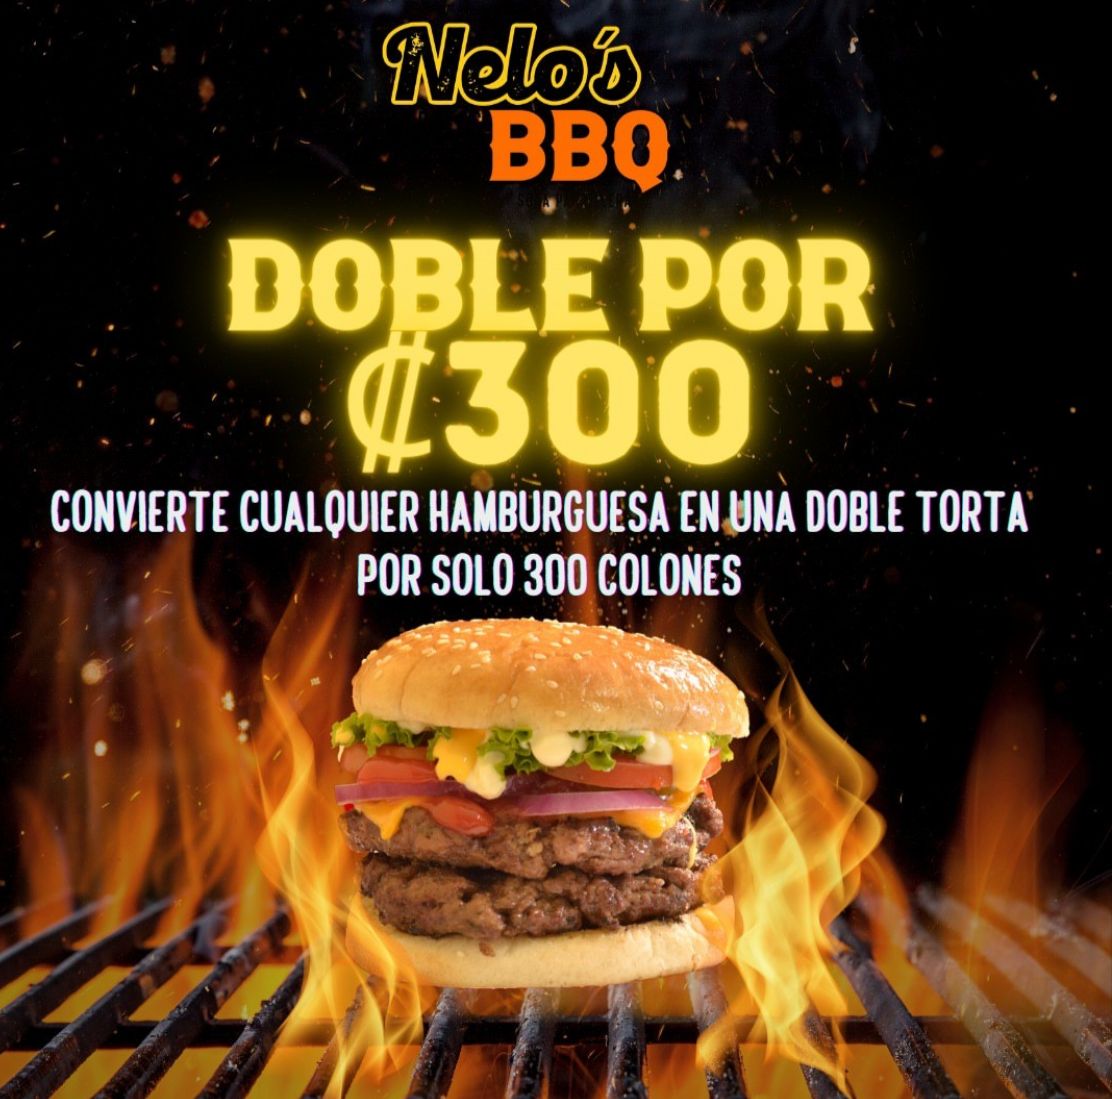 Nelo's
BBQ
DOBLE POR
₡300
CONVIERTE CUALQUIER HAMBURGUESA EN UNA DOBLE TORTA
POR SOLO 300 COLONES